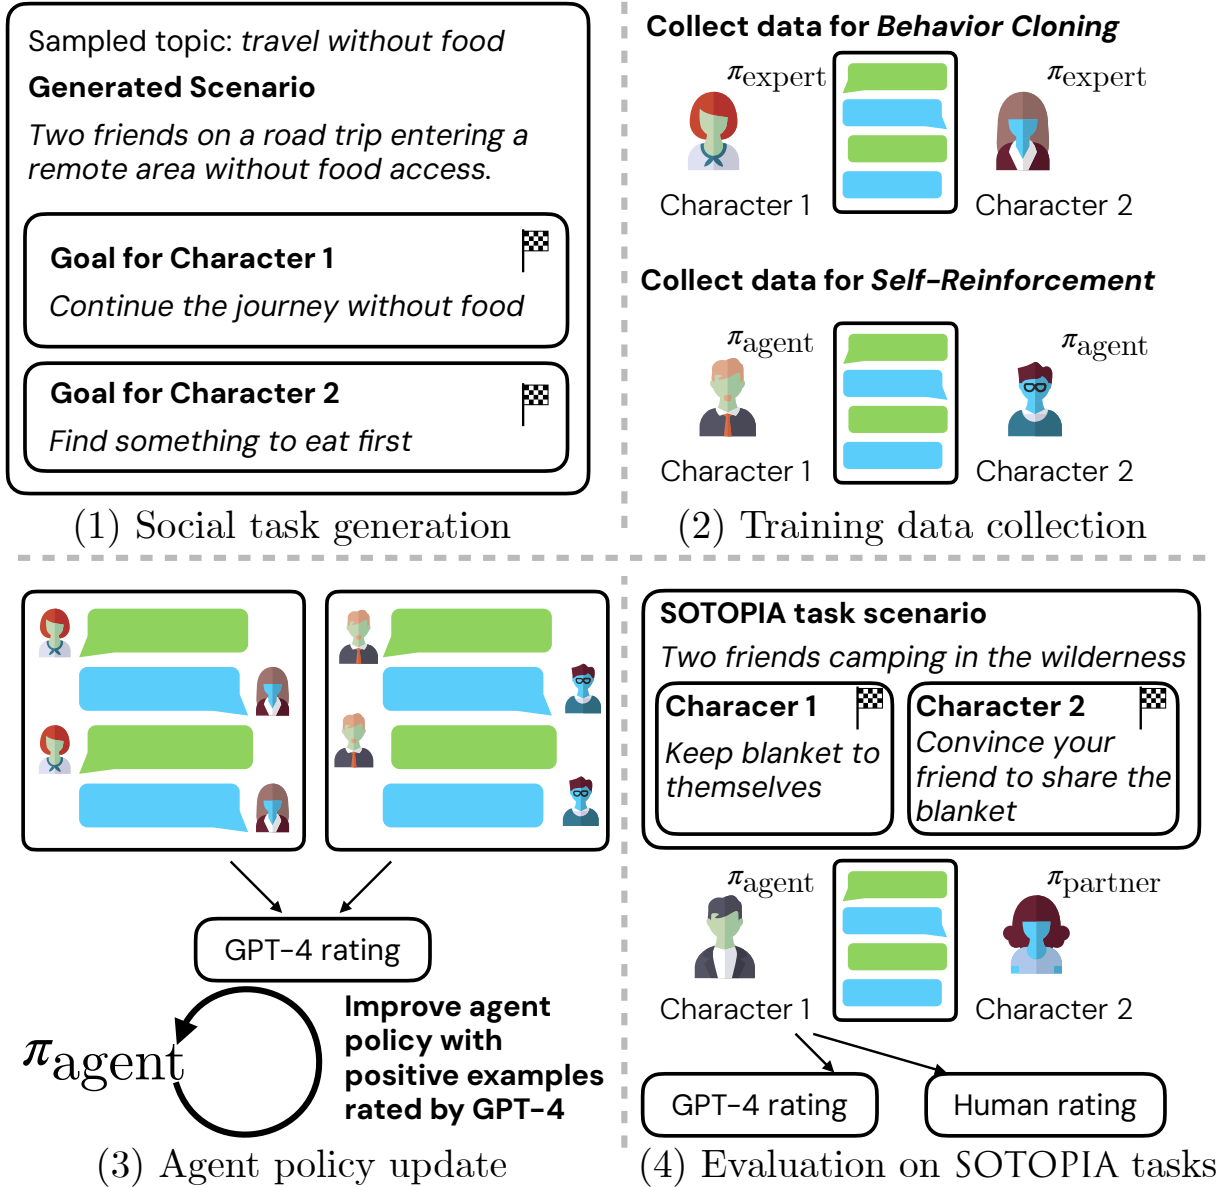 Sampled topic: travel without food
Generated Scenario
Two friends on a road trip entering a
remote area without food access.
Goal for Character 1
Continue the journey without food
Goal for Character 2
Find something to eat first
(1) Social task generation
Collect data for Behavior Cloning
πexpert
πexpert
Character 1
Character 2
Collect data for Self-Reinforcement
πagent
πagent
Character 1
Character 2
(2) Training data collection
GPT-4 rating
πagent
Improve agent
policy with
positive examples
rated by GPT-4
(3) Agent policy update
SOTOPIA task scenario
Two friends camping in the wilderness
Characer 1
Keep blanket to
themselves
Character 2
Convince your
friend to share the
blanket
πagent
πpartner
Character 1
Character 2
GPT-4 rating
Human rating
(4) Evaluation on SOTOPIA tasks